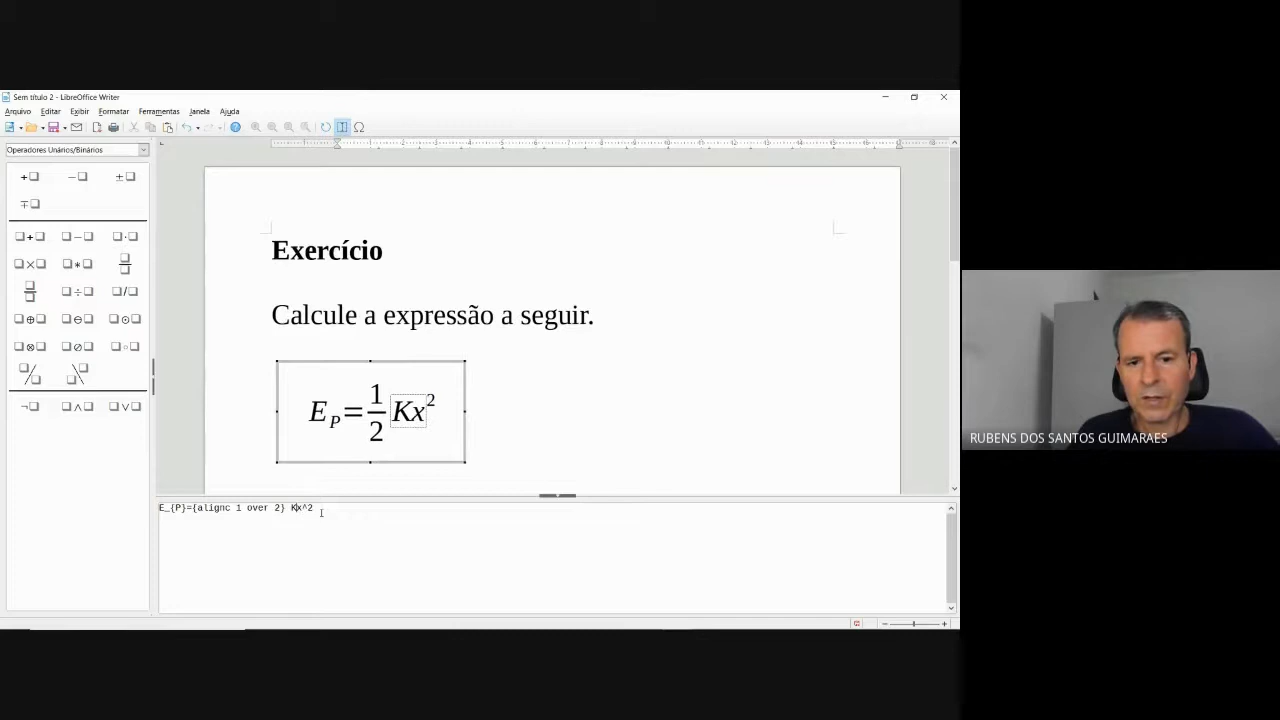 Sem título 2 - LibreOffice Writer
Arquivo Editar Exibir Formatar Ferramentas Janela Ajuda
Operadores Unários/Binários
Exercício
Calcule a expressão a seguir.
E_P = 1/2 Kx^2
E_{P}={alignc 1 over 2} Kx^2
RUBENS DOS SANTOS GUIMARAES